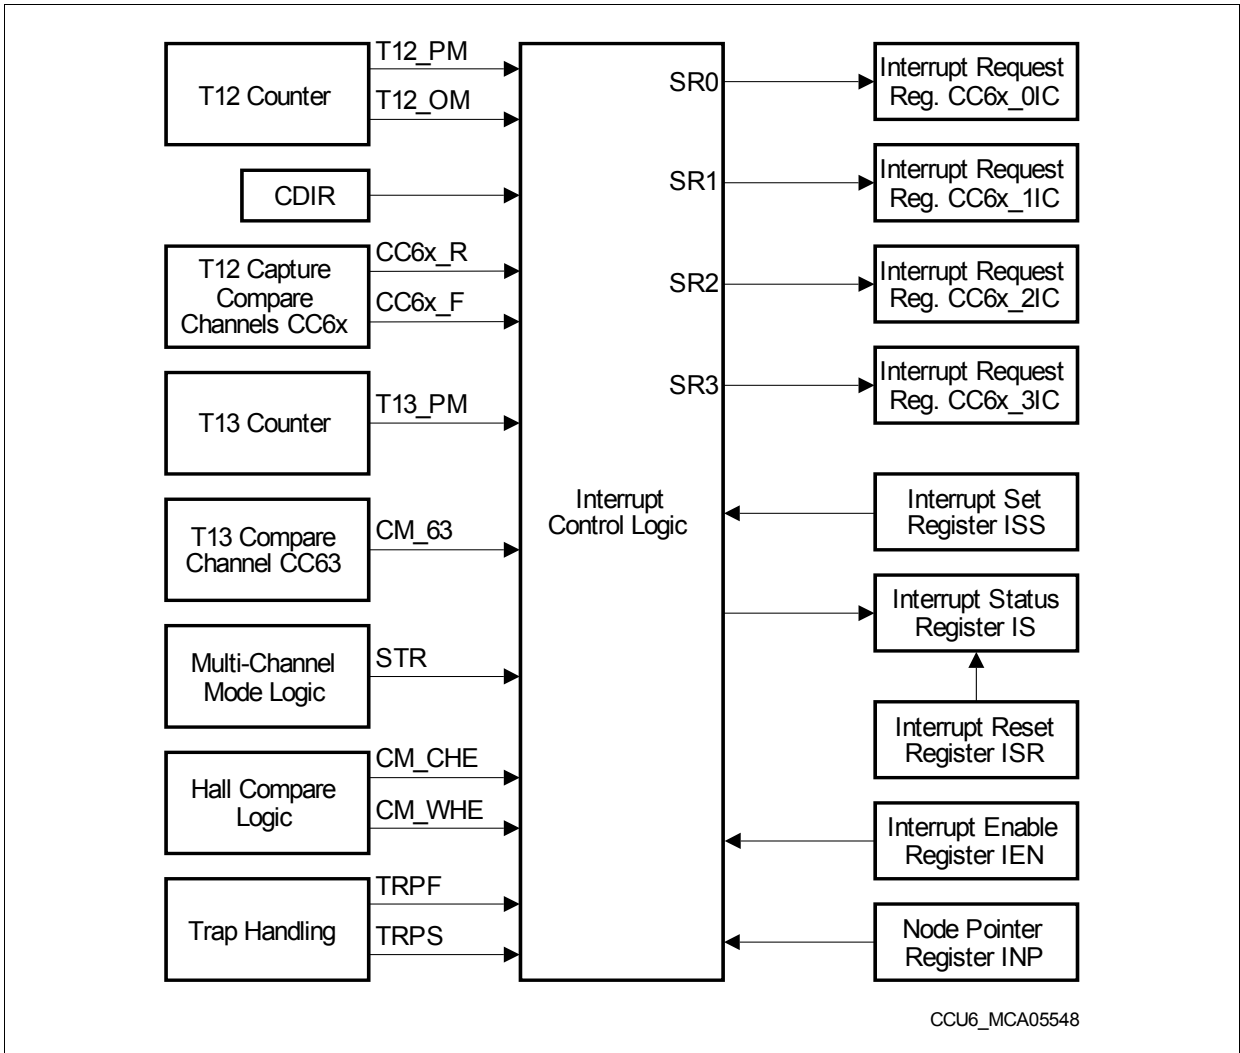 T12_PM
T12 Counter
T12_OM
CDIR
CC6x_R
T12 Capture
Compare
Channels CC6x
CC6x_F
T13_PM
T13 Counter
CM_63
T13 Compare
Channel CC63
STR
Multi-Channel
Mode Logic
CM_CHE
Hall Compare
Logic
CM_WHE
TRPF
Trap Handling
TRPS
Interrupt
Control Logic
SR0
Interrupt Request
Reg. CC6x_0IC
SR1
Interrupt Request
Reg. CC6x_1IC
SR2
Interrupt Request
Reg. CC6x_2IC
SR3
Interrupt Request
Reg. CC6x_3IC
Interrupt Set
Register ISS
Interrupt Status
Register IS
Interrupt Reset
Register ISR
Interrupt Enable
Register IEN
Node Pointer
Register INP
CCU6_MCA05548